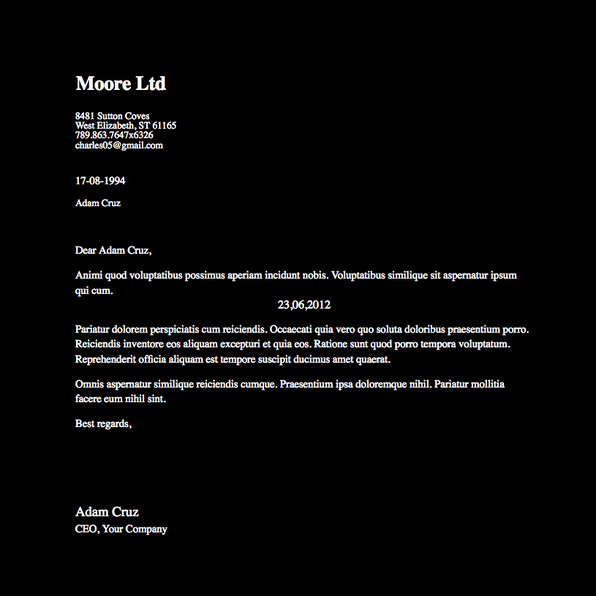 Moore Ltd
8481 Sutton Coves
West Elizabeth, ST 61165
789.863.7647x6326
charles05@gmail.com
17-08-1994
Adam Cruz
Dear Adam Cruz,
Animi quod voluptatibus possimus aperiam incidunt nobis. Voluptatibus similique sit aspernatur ipsum
qui cum.
23,06,2012
Pariatur dolorem perspiciatis cum reiciendis. Occaecati quia vero quo soluta doloribus praesentium porro.
Reiciendis inventore eos aliquam excepturi et quia eos. Ratione sunt quod porro tempora voluptatum.
Reprehenderit officia aliquam est tempore suscipit ducimus amet quaerat.
Omnis aspernatur similique reiciendis cumque. Praesentium ipsa doloremque nihil. Pariatur mollitia
facere eum nihil sint.
Best regards,
Adam Cruz
CEO, Your Company